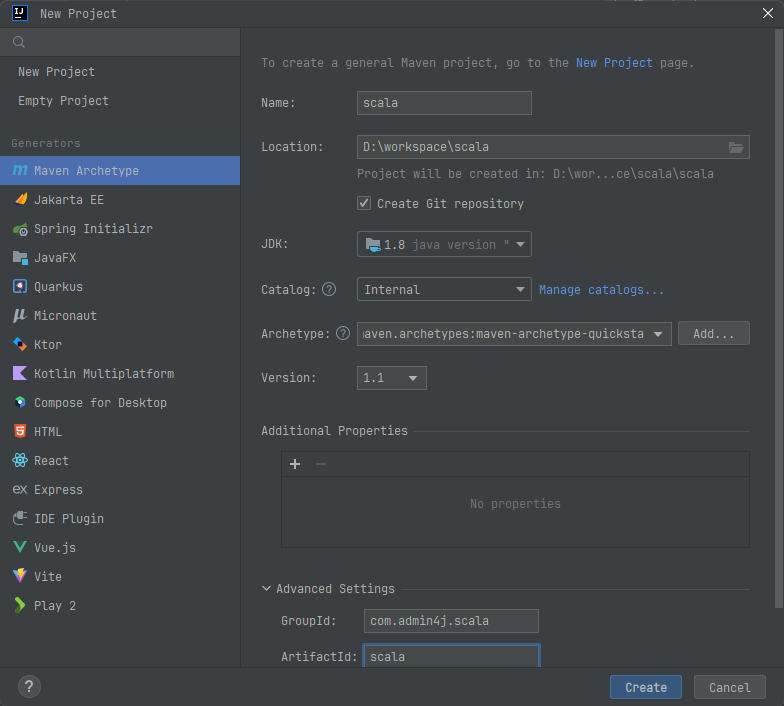 New Project
New Project
Empty Project
Generators
Maven Archetype
Jakarta EE
Spring Initializr
JavaFX
Quarkus
Micronaut
Ktor
Kotlin Multiplatform
Compose for Desktop
HTML
React
Express
IDE Plugin
Vue.js
Vite
Play 2
To create a general Maven project, go to the New Project page.
Name: scala
Location: D:\workspace\scala
Project will be created in: D:\wor...ce\scala\scala
Create Git repository
JDK: 1.8 java version "
Catalog: ? Internal Manage catalogs...
Archetype: ? maven.archetypes:maven-archetype-quicksta Add...
Version: 1.1
Additional Properties
No properties
Advanced Settings
GroupId: com.admin4j.scala
ArtifactId: scala
? Create Cancel